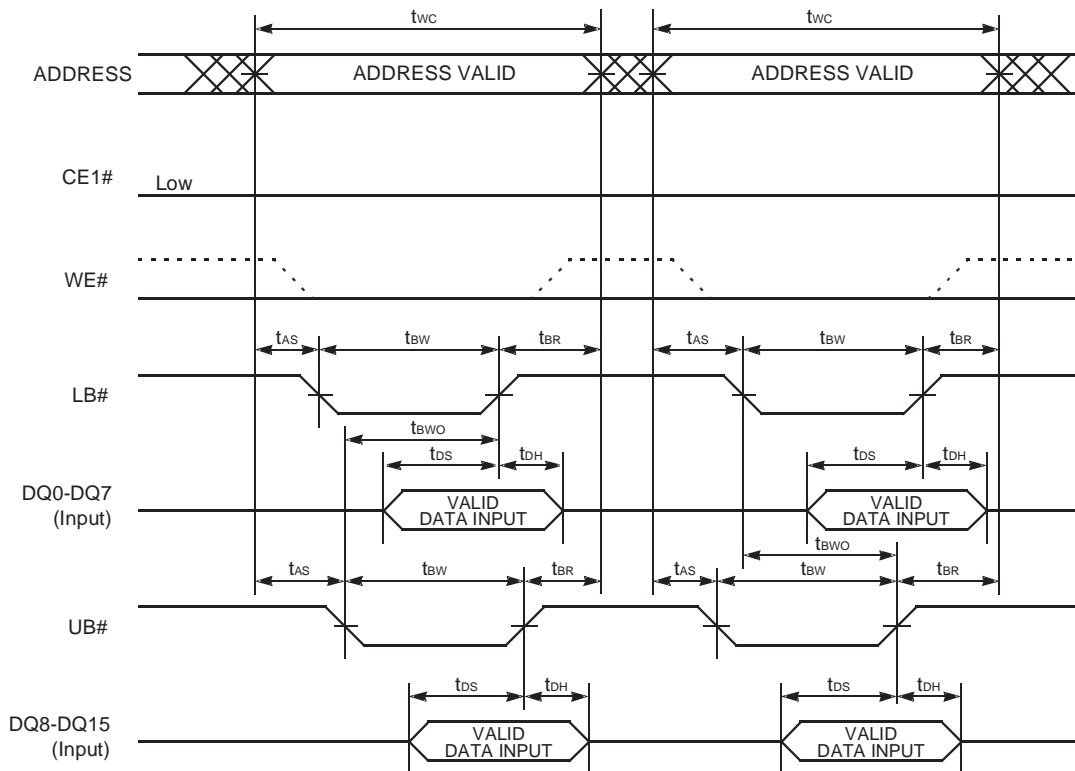 tWC tWC
ADDRESS ADDRESS VALID ADDRESS VALID
CE1# Low
WE#
tAS tBW tBR tAS tBW tBR
LB#
tBWO
tDS tDH tDS tDH
DQ0-DQ7
(Input)
VALID
DATA INPUT
VALID
DATA INPUT
tBWO
tAS tBW tBR tAS tBW tBR
UB#
tDS tDH tDS tDH
DQ8-DQ15
(Input)
VALID
DATA INPUT
VALID
DATA INPUT